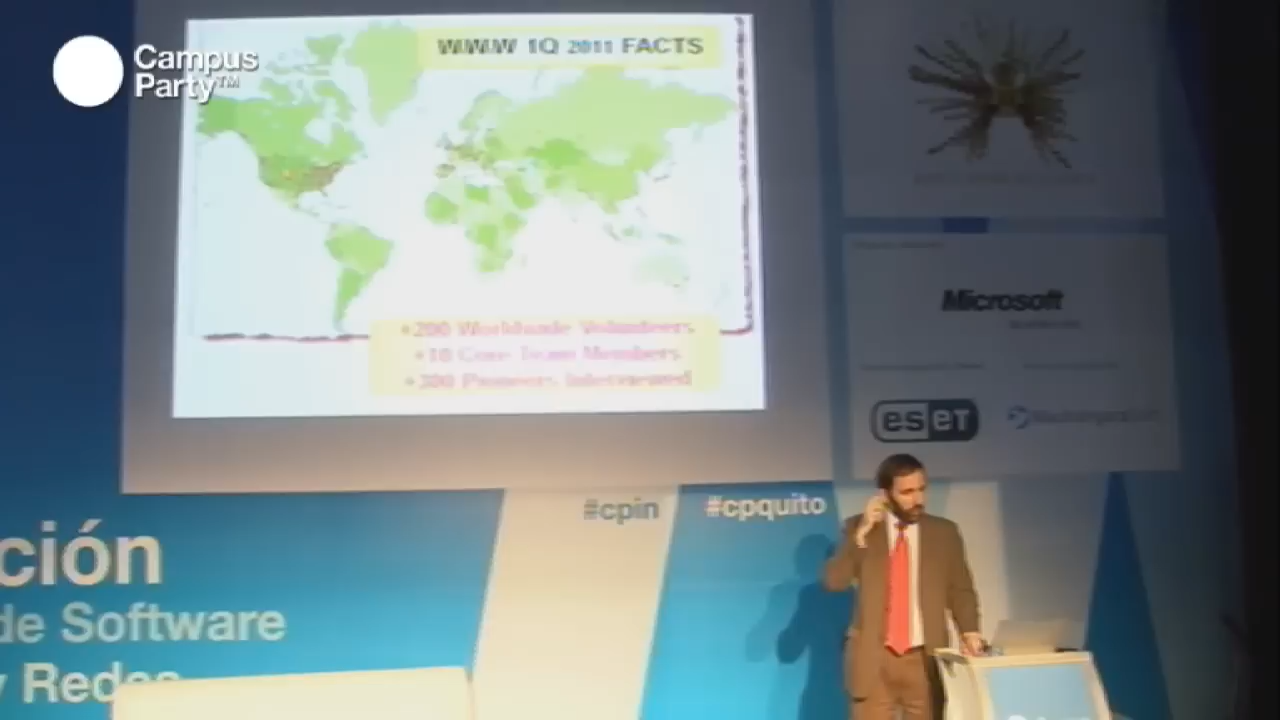 Campus
Party™
WWW 1Q 2011 FACTS
•200 Worldwide Volunteers
•10 Core Team Members
•300 Pioneers Interviewed
Microsoft
eseT
#cpin
#cpquito
ción
de Software
y Redes